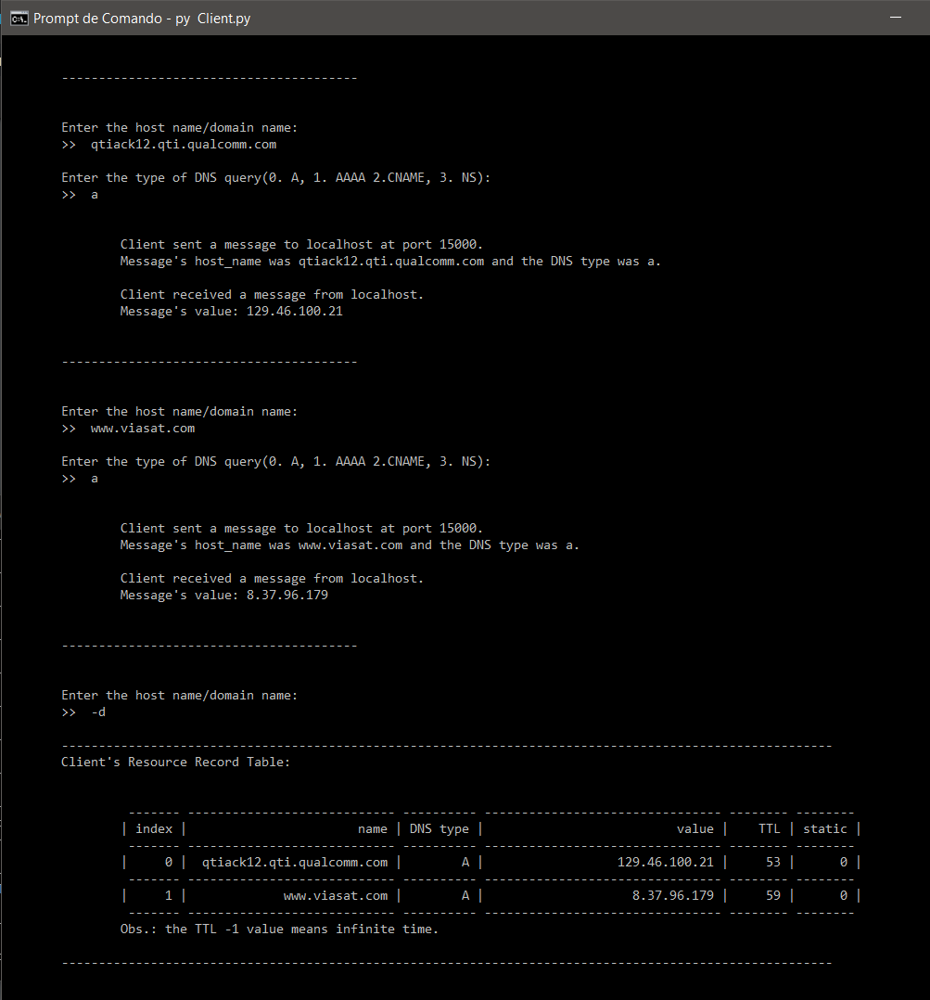 Prompt de Comando - py  Client.py
----------------------------------------
Enter the host name/domain name:
>>  qtiack12.qti.qualcomm.com
Enter the type of DNS query(0. A, 1. AAAA 2.CNAME, 3. NS):
>>  a
Client sent a message to localhost at port 15000.
Message's host_name was qtiack12.qti.qualcomm.com and the DNS type was a.
Client received a message from localhost.
Message's value: 129.46.100.21
----------------------------------------
Enter the host name/domain name:
>>  www.viasat.com
Enter the type of DNS query(0. A, 1. AAAA 2.CNAME, 3. NS):
>>  a
Client sent a message to localhost at port 15000.
Message's host_name was www.viasat.com and the DNS type was a.
Client received a message from localhost.
Message's value: 8.37.96.179
----------------------------------------
Enter the host name/domain name:
>>  -d
--------------------------------------------------------------------------------------------------------
Client's Resource Record Table:
 ------- ---------------------------- ---------- -------------------------------- -------- --------
| index |                       name | DNS type |                          value |    TTL | static |
 ------- ---------------------------- ---------- -------------------------------- -------- --------
|     0 |  qtiack12.qti.qualcomm.com |        A |                  129.46.100.21 |     53 |      0 |
 ------- ---------------------------- ---------- -------------------------------- -------- --------
|     1 |             www.viasat.com |        A |                    8.37.96.179 |     59 |      0 |
 ------- ---------------------------- ---------- -------------------------------- -------- --------
Obs.: the TTL -1 value means infinite time.
--------------------------------------------------------------------------------------------------------